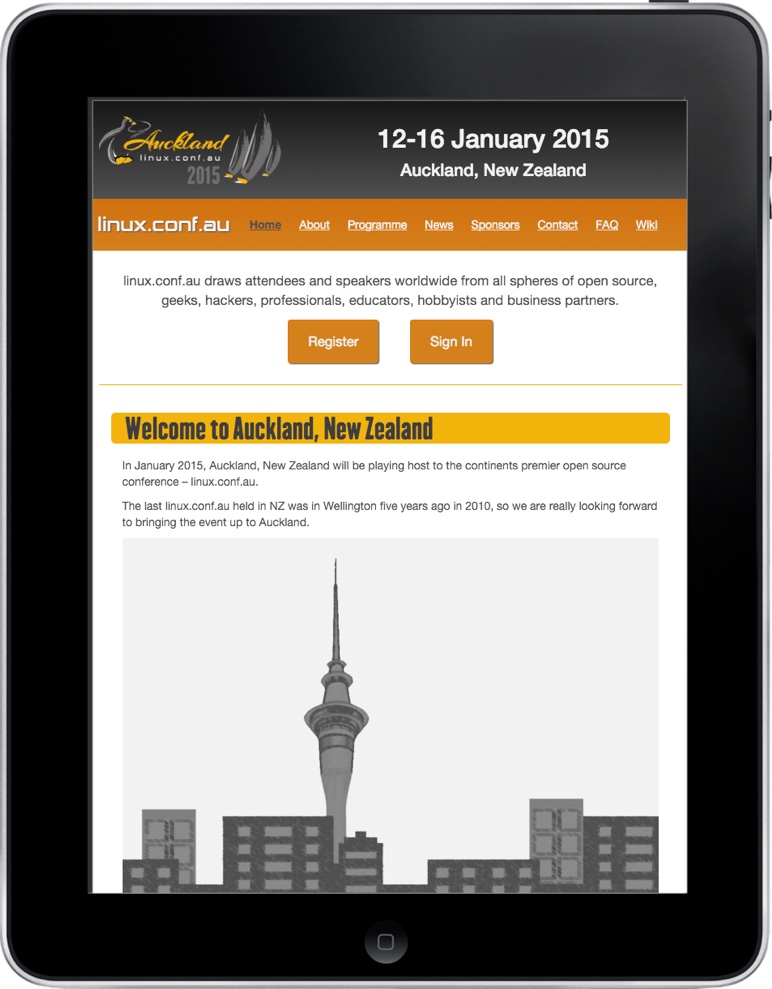 Auckland
linux.conf.au
2015
12-16 January 2015
Auckland, New Zealand
linux.conf.au Home About Programme News Sponsors Contact FAQ Wiki
linux.conf.au draws attendees and speakers worldwide from all spheres of open source,
geeks, hackers, professionals, educators, hobbyists and business partners.
Register Sign In
Welcome to Auckland, New Zealand
In January 2015, Auckland, New Zealand will be playing host to the continents premier open source
conference – linux.conf.au.
The last linux.conf.au held in NZ was in Wellington five years ago in 2010, so we are really looking forward
to bringing the event up to Auckland.